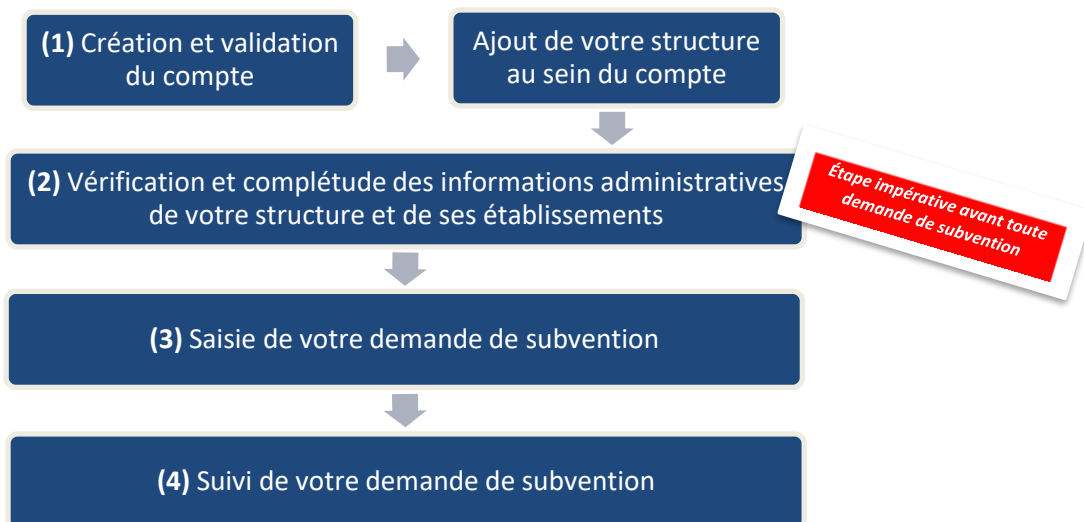 (1) Création et validation
du compte
Ajout de votre structure
au sein du compte
(2) Vérification et complétude des informations administratives
de votre structure et de ses établissements
Étape impérative avant toute
demande de subvention
(3) Saisie de votre demande de subvention
(4) Suivi de votre demande de subvention